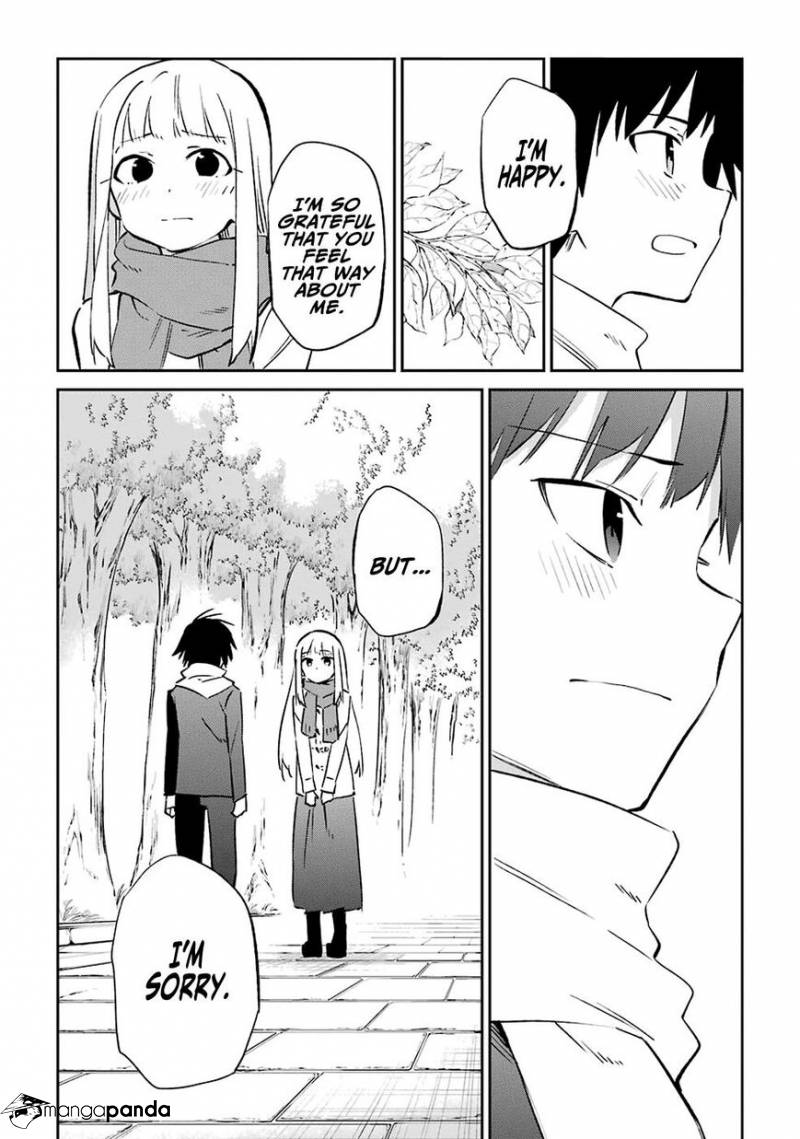 I'M
HAPPY.
I'M SO
GRATEFUL
THAT YOU
FEEL
THAT WAY
ABOUT
ME.
BUT...
I'M
SORRY.
mangapanda